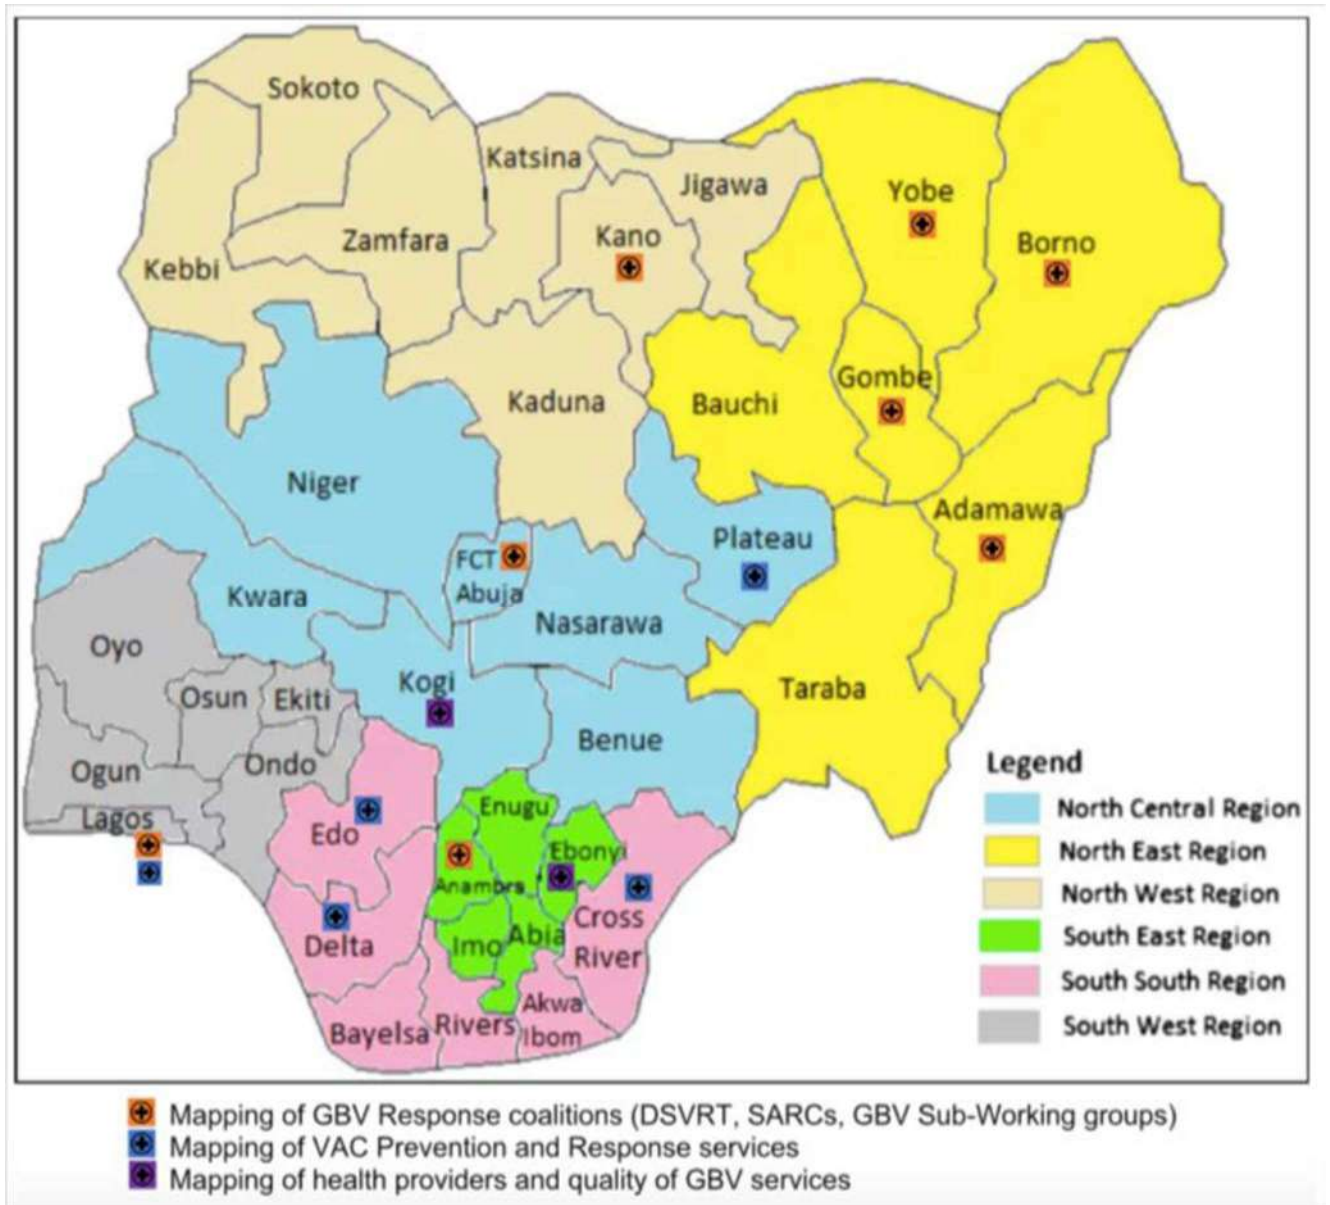 Sokoto
Katsina
Jigawa
Yobe
Kano
Zamfara
Borno
Kebbi
Gombe
Kaduna
Bauchi
Niger
Adamawa
Plateau
FCT
Abuja
Kwara
Nasarawa
Oyo
Kogi
Taraba
Osun
Ekiti
Benue
Ogun
Ondo
Lagos
Enugu
Edo
Ebonyi
Anambra
Cross
River
Delta
Imo
Abia
Akwa
Ibom
Bayelsa
Rivers
Legend
North Central Region
North East Region
North West Region
South East Region
South South Region
South West Region
Mapping of GBV Response coalitions (DSVRT, SARCs, GBV Sub-Working groups)
Mapping of VAC Prevention and Response services
Mapping of health providers and quality of GBV services